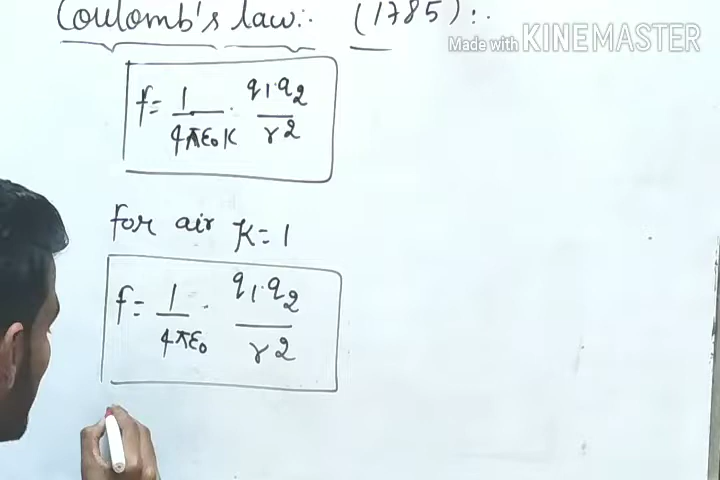 Coulomb's law:. (1785):.
Made with KINEMASTER
f = 1/4πε₀K · q₁·q₂/r²
for air K = 1
f = 1/4πε₀ · q₁·q₂/r²